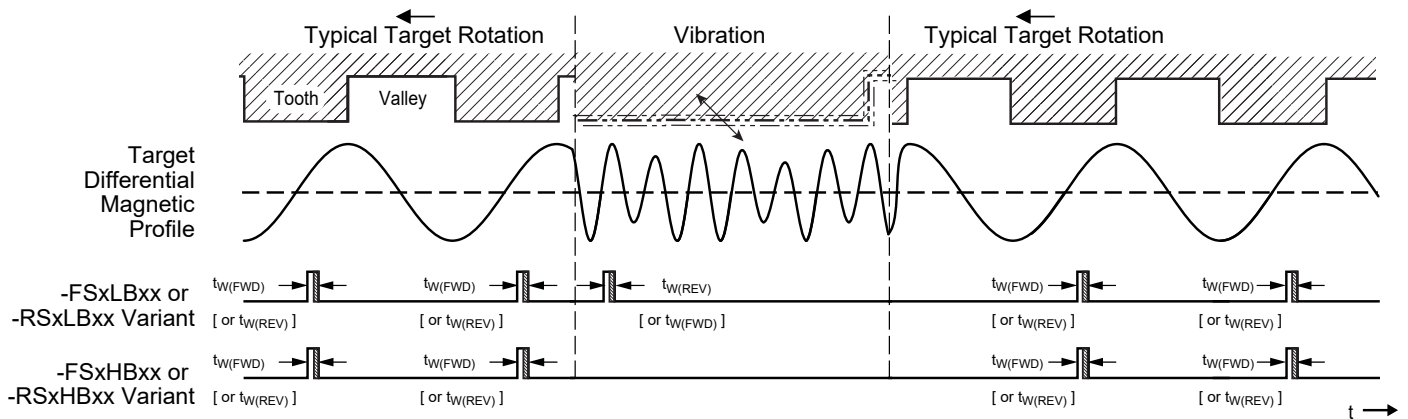 Typical Target Rotation
Vibration
Typical Target Rotation
Tooth
Valley
Target
Differential
Magnetic
Profile
-FSxLBxx or
-RSxLBxx Variant
tW(FWD)
[ or tW(REV) ]
tW(FWD)
[ or tW(REV) ]
tW(REV)
[ or tW(FWD) ]
tW(FWD)
[ or tW(REV) ]
tW(FWD)
[ or tW(REV) ]
-FSxHBxx or
-RSxHBxx Variant
tW(FWD)
[ or tW(REV) ]
tW(FWD)
[ or tW(REV) ]
tW(FWD)
[ or tW(REV) ]
tW(FWD)
[ or tW(REV) ]
t